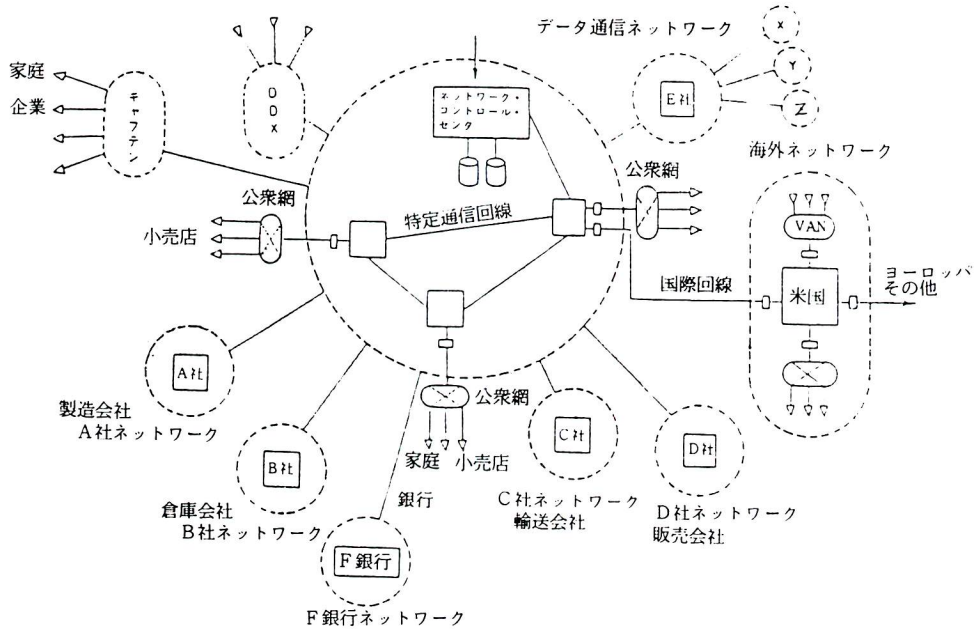 データ通信ネットワーク
X
Y
Z
E社
家庭
企業
キャプテン
DDX
ネットワーク・
コントロール・
センタ
海外ネットワーク
公衆網
公衆網
特定通信回線
小売店
VAN
国際回線
米国
ヨーロッパ
その他
A社
製造会社
A社ネットワーク
公衆網
家庭
小売店
B社
倉庫会社
B社ネットワーク
銀行
F銀行
F銀行ネットワーク
C社
C社ネットワーク
輸送会社
D社
D社ネットワーク
販売会社